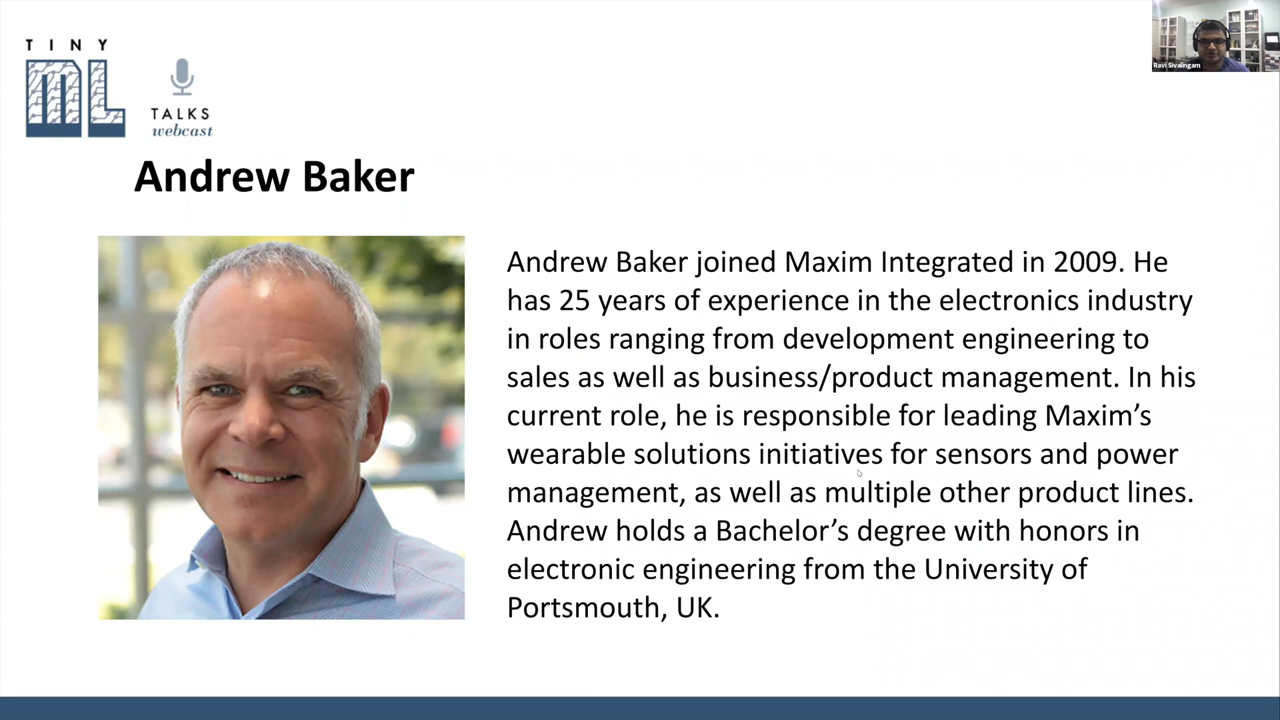 TINY
ML
TALKS
webcast
Ravi Sivalingam
Andrew Baker
Andrew Baker joined Maxim Integrated in 2009. He
has 25 years of experience in the electronics industry
in roles ranging from development engineering to
sales as well as business/product management. In his
current role, he is responsible for leading Maxim’s
wearable solutions initiatives for sensors and power
management, as well as multiple other product lines.
Andrew holds a Bachelor’s degree with honors in
electronic engineering from the University of
Portsmouth, UK.